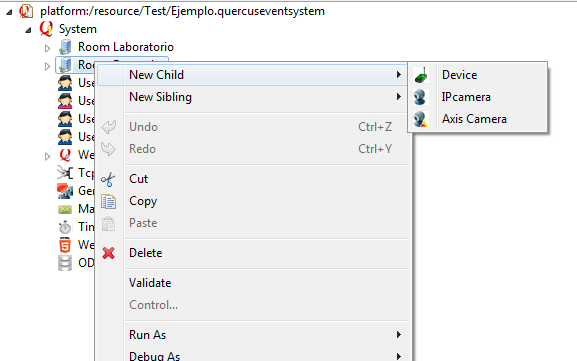 platform:/resource/Test/Ejemplo.quercuseventsystem
System
Room Laboratorio
New Child
New Sibling
Undo Ctrl+Z
Redo Ctrl+Y
Cut
Copy
Paste
Delete
Validate
Control...
Run As
Debug As
Device
IPcamera
Axis Camera
Use
Use
Use
Use
We
Tcp
Ger
Ma
Tim
We
OD